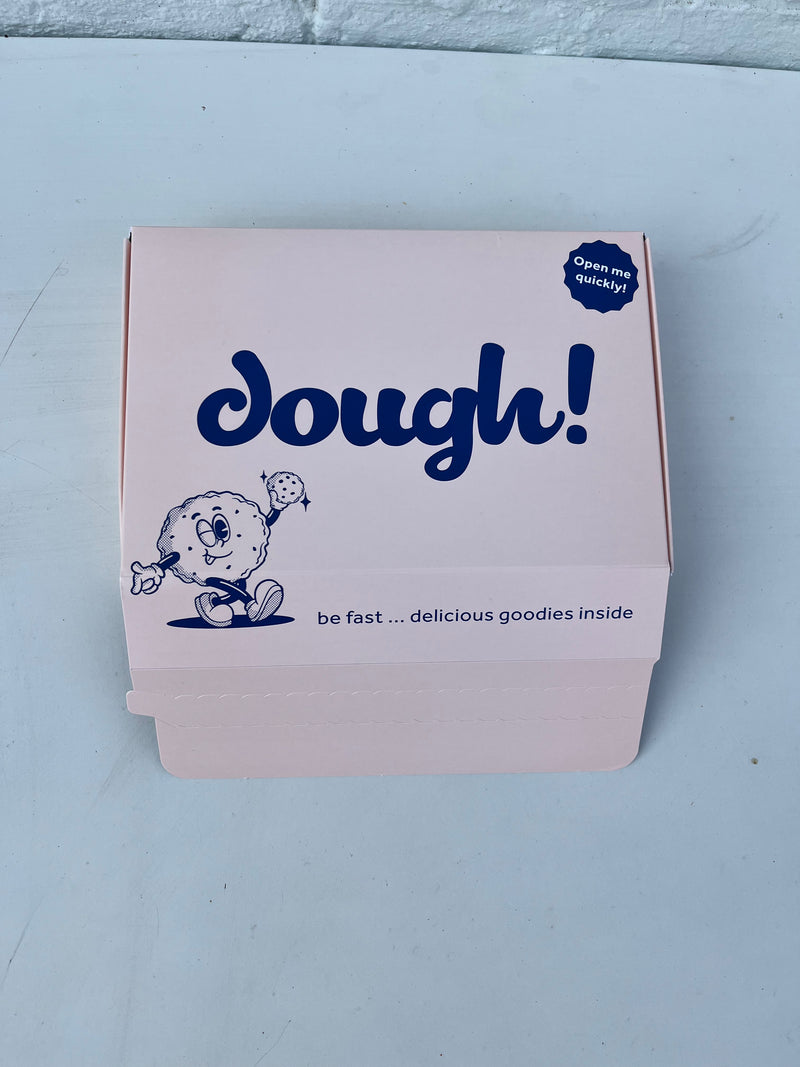 Open me
quickly!
dough!
be fast ... delicious goodies inside